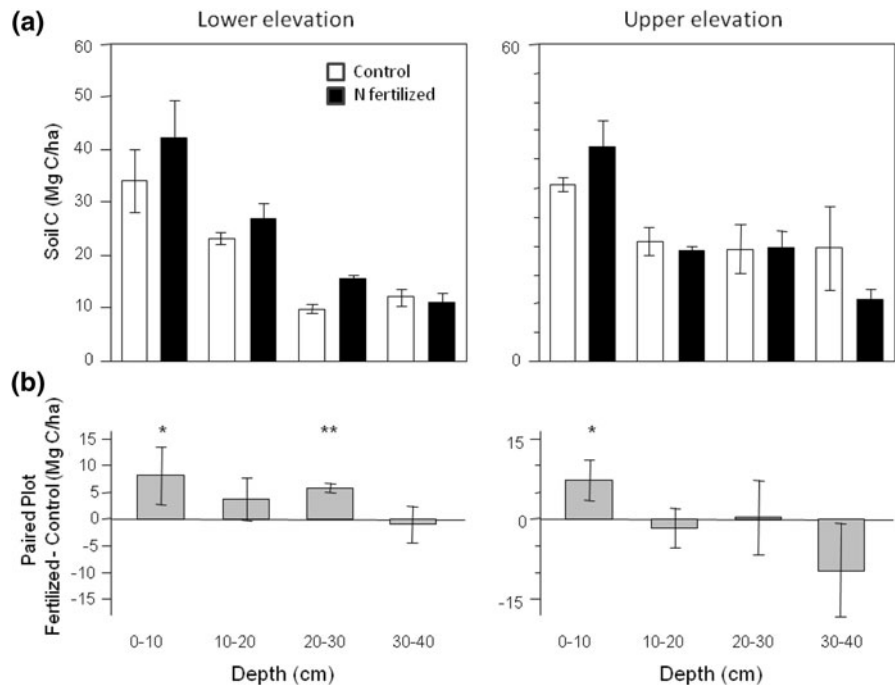 (a)
Lower elevation
Upper elevation
Soil C (Mg C/ha)
60
50
40
30
20
10
0
Control
N fertilized
60
0
(b)
Paired Plot
Fertilized - Control (Mg C/ha)
15
10
5
0
-5
-10
-15
*
**
15
0
-15
*
0-10
10-20
20-30
30-40
Depth (cm)
0-10
10-20
20-30
30-40
Depth (cm)